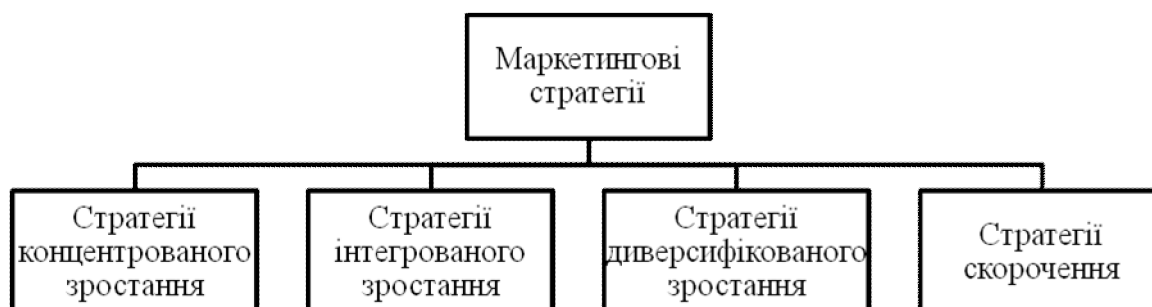 Маркетингові
стратегії
Стратегії
концентрованого
зростання
Стратегії
інтегрованого
зростання
Стратегії
диверсифікованого
зростання
Стратегії
скорочення